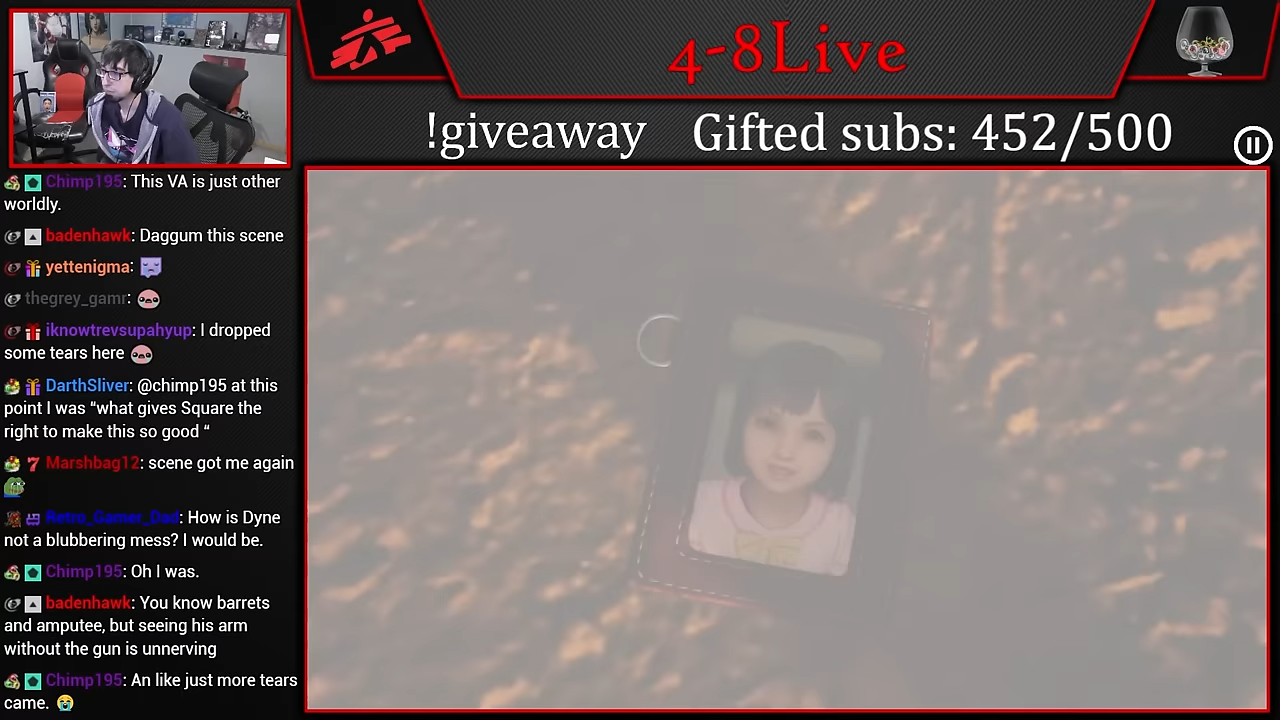 4-8Live
!giveaway Gifted subs: 452/500
Chimp195: This VA is just other
worldly.
badenhawk: Daggum this scene
yettenigma:
thegrey_gamr:
iknowtrevsupahyup: I dropped
some tears here
DarthSliver: @chimp195 at this
point I was “what gives Square the
right to make this so good “
Marshbag12: scene got me again
Retro_Gamer_Dad: How is Dyne
not a blubbering mess? I would be.
Chimp195: Oh I was.
badenhawk: You know barrets
and amputee, but seeing his arm
without the gun is unnerving
Chimp195: An like just more tears
came.